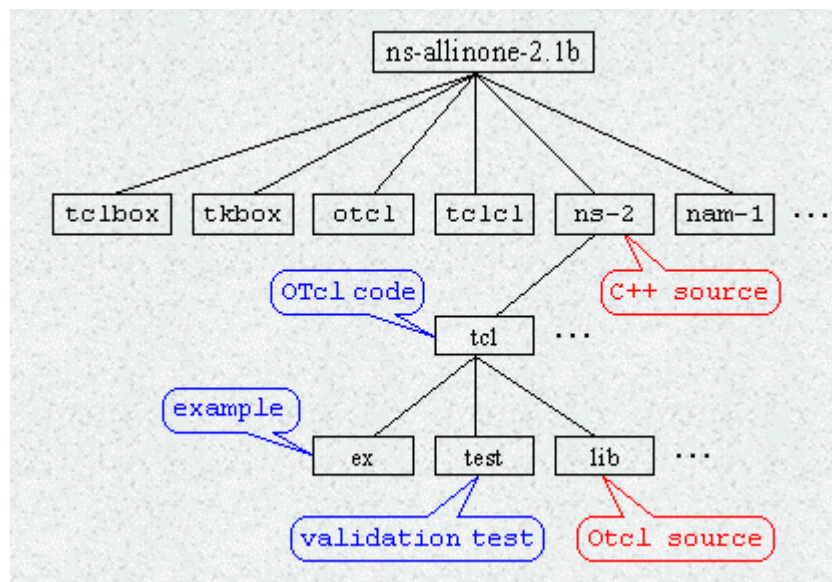 ns-allinone-2.1b
tclbox
tkbox
otcl
tclcl
ns-2
nam-1
...
OTcl code
C++ source
tcl
...
example
ex
test
lib
...
validation test
Otcl source